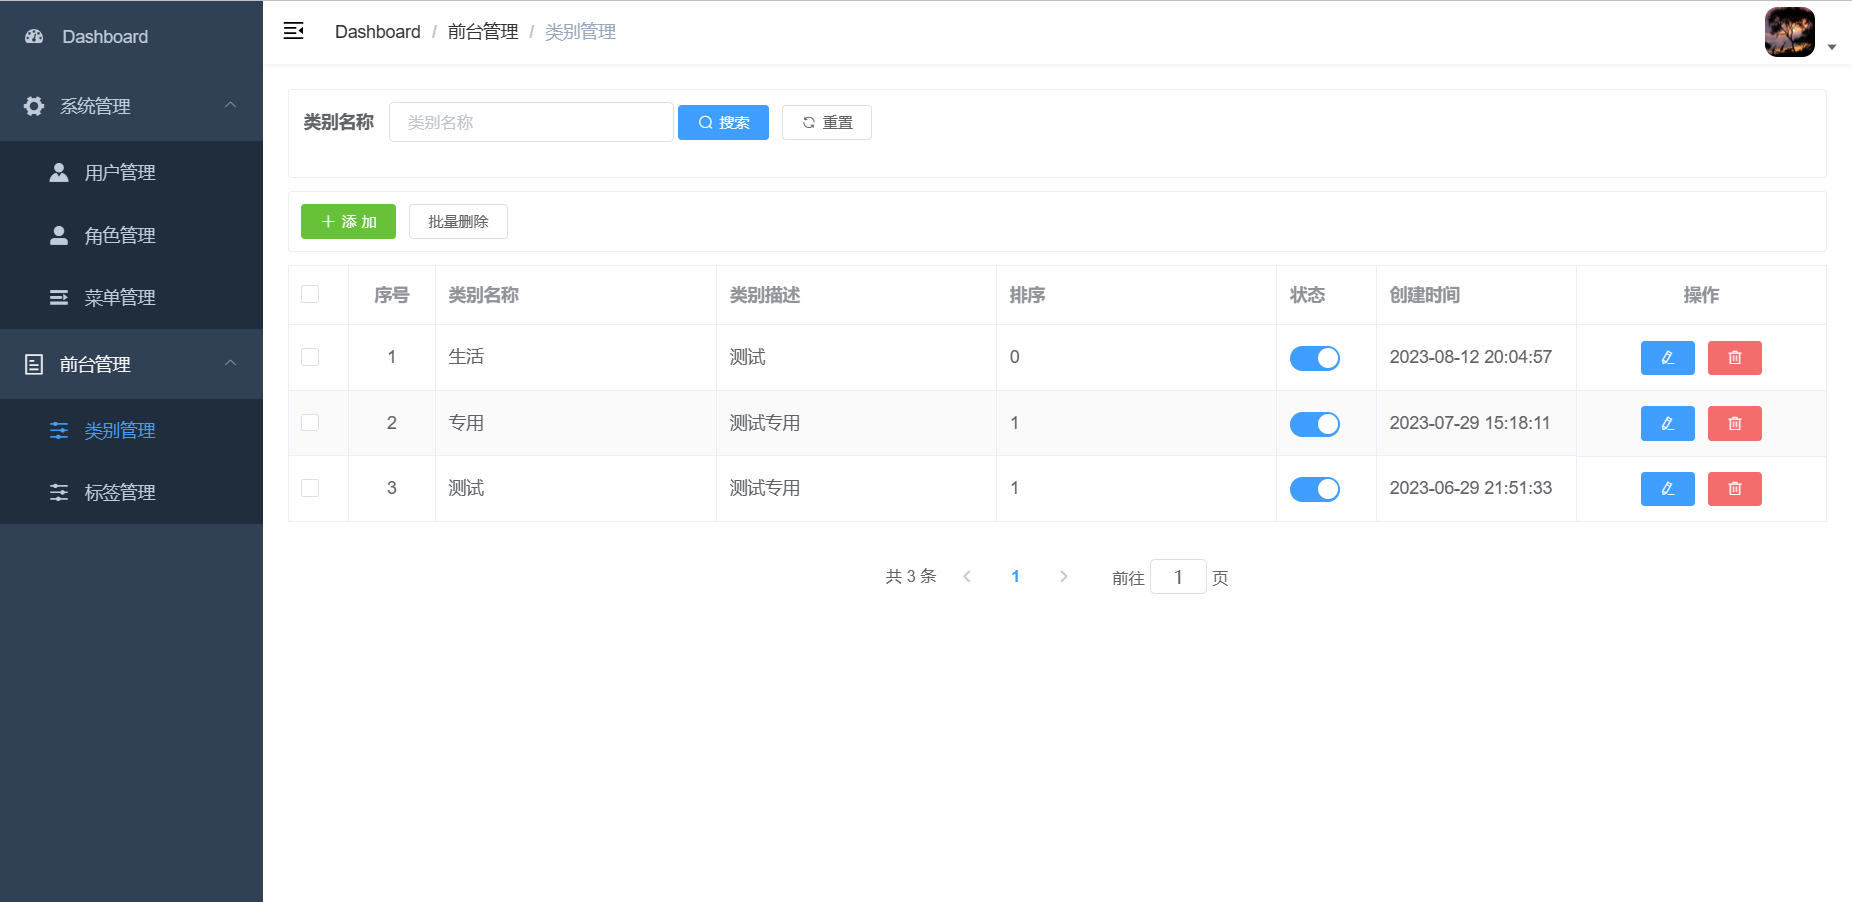 Dashboard
系统管理
用户管理
角色管理
菜单管理
前台管理
类别管理
标签管理
Dashboard / 前台管理 / 类别管理
类别名称 类别名称 搜索 重置
添 加 批量删除
序号 类别名称 类别描述 排序 状态 创建时间 操作
1 生活 测试 0 2023-08-12 20:04:57
2 专用 测试专用 1 2023-07-29 15:18:11
3 测试 测试专用 1 2023-06-29 21:51:33
共 3 条 1 前往 1 页